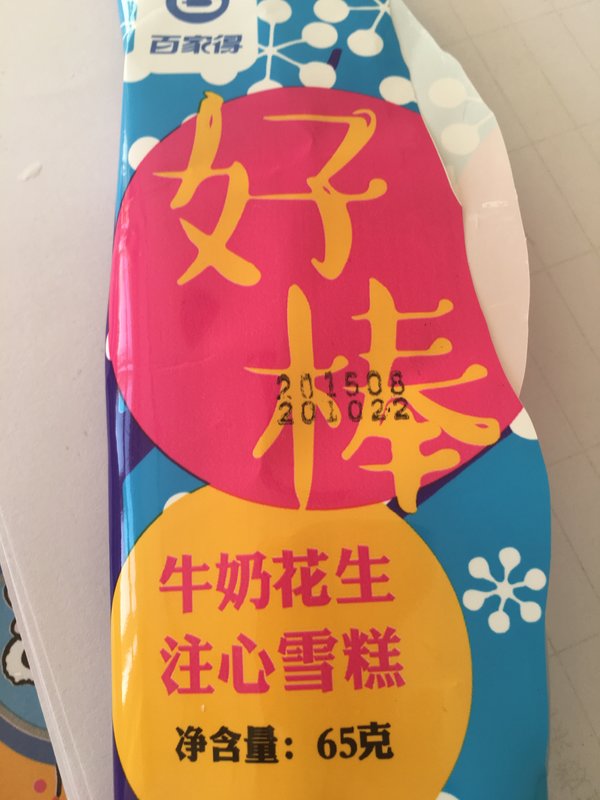 百家得
好
棒
201508
201022
牛奶花生
注心雪糕
净含量：65克